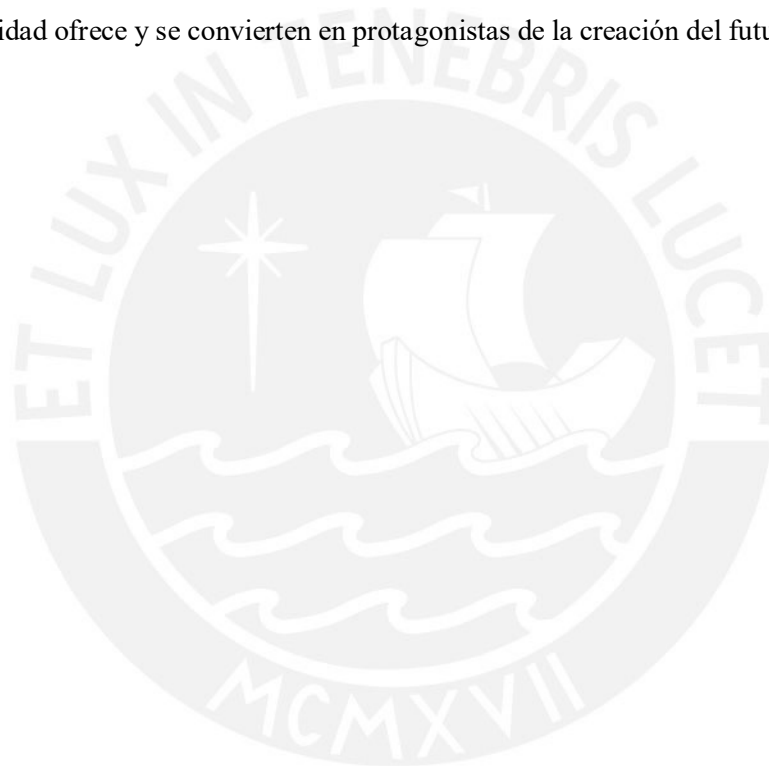 idad ofrece y se convierten en protagonistas de la creación del futu
ET LUX IN TENEBRIS LUCET
MCMXVII